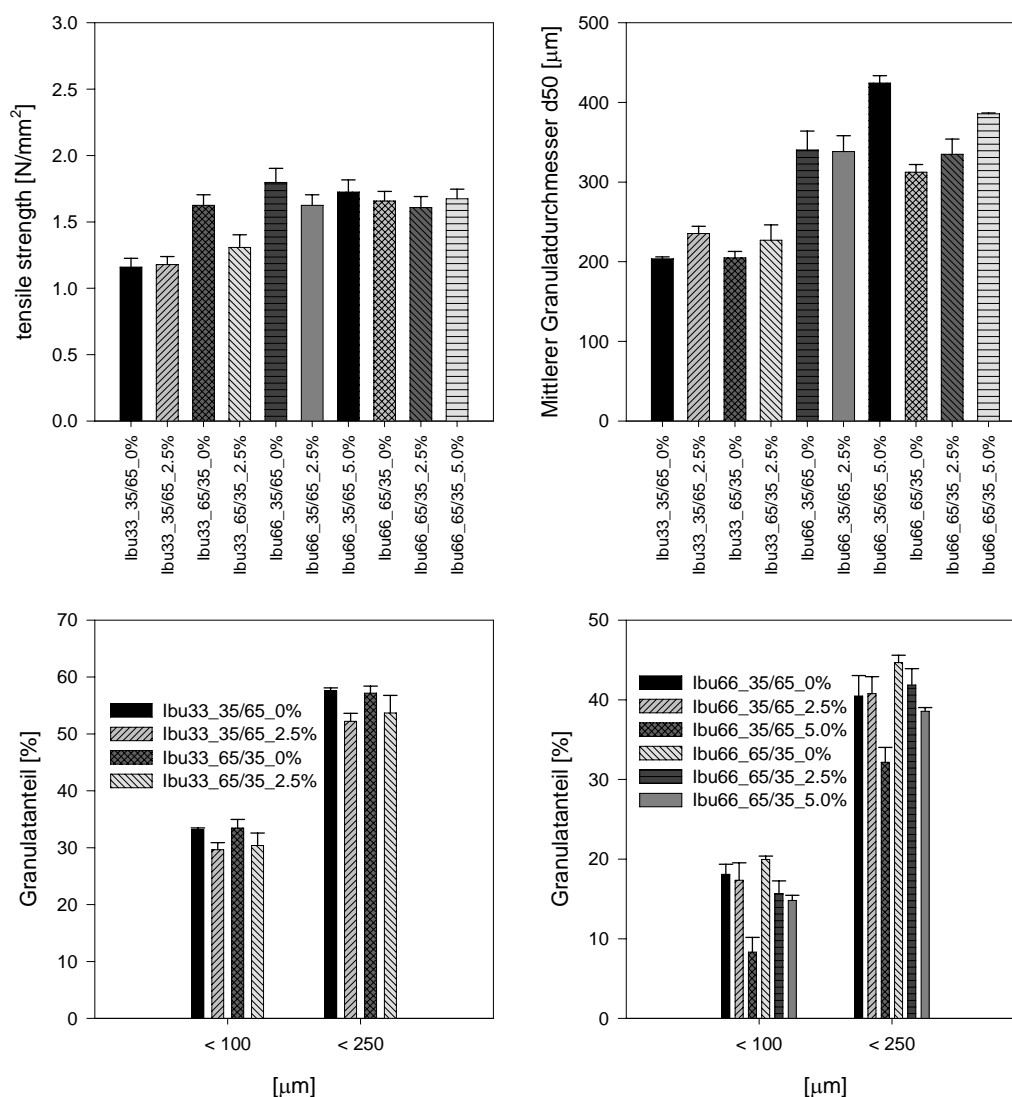 tensile strength [N/mm²]
3.0
2.5
2.0
1.5
1.0
0.5
0.0
Ibu33_35/65_0%
Ibu33_35/65_2.5%
Ibu33_65/35_0%
Ibu33_65/35_2.5%
Ibu66_35/65_0%
Ibu66_35/65_2.5%
Ibu66_35/65_5.0%
Ibu66_65/35_0%
Ibu66_65/35_2.5%
Ibu66_65/35_5.0%
Mittlerer Granulatdurchmesser d50 [μm]
500
400
300
200
100
0
Ibu33_35/65_0%
Ibu33_35/65_2.5%
Ibu33_65/35_0%
Ibu33_65/35_2.5%
Ibu66_35/65_0%
Ibu66_35/65_2.5%
Ibu66_35/65_5.0%
Ibu66_65/35_0%
Ibu66_65/35_2.5%
Ibu66_65/35_5.0%
Granulatanteil [%]
70
60
50
40
30
20
10
0
Ibu33_35/65_0%
Ibu33_35/65_2.5%
Ibu33_65/35_0%
Ibu33_65/35_2.5%
< 100
< 250
[μm]
Granulatanteil [%]
50
40
30
20
10
0
Ibu66_35/65_0%
Ibu66_35/65_2.5%
Ibu66_35/65_5.0%
Ibu66_65/35_0%
Ibu66_65/35_2.5%
Ibu66_65/35_5.0%
< 100
< 250
[μm]